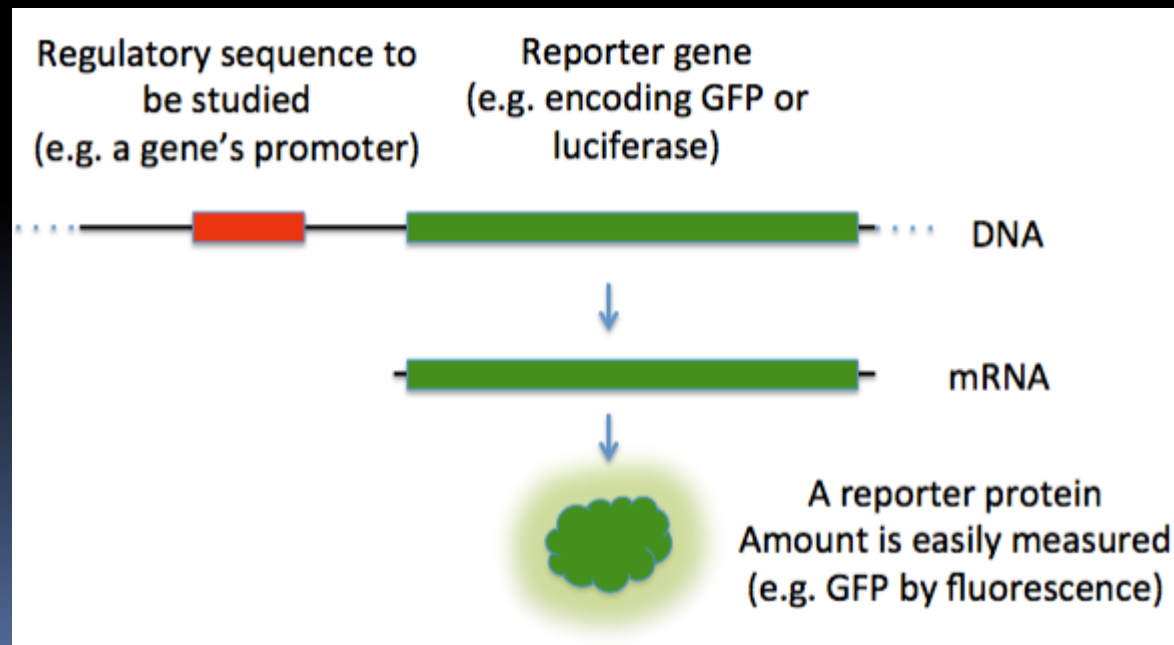 Regulatory sequence to
be studied
(e.g. a gene's promoter)
Reporter gene
(e.g. encoding GFP or
luciferase)
DNA
mRNA
A reporter protein
Amount is easily measured
(e.g. GFP by fluorescence)